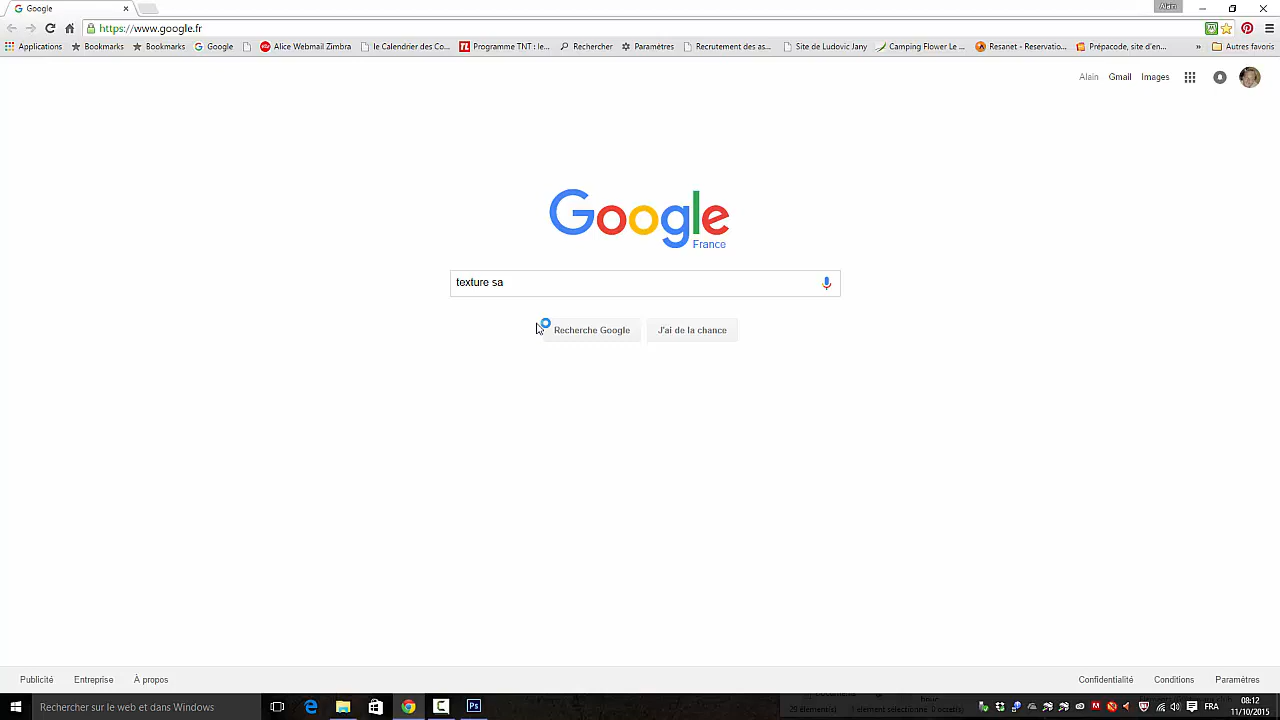 Google
Alain
https://www.google.fr
Applications
Bookmarks
Bookmarks
Google
Alice Webmail Zimbra
le Calendrier des Co...
Programme TNT : le...
Rechercher
Paramètres
Recrutement des as...
Site de Ludovic Jany
Camping Flower Le ...
Resanet - Reservatio...
Prépacode, site d'en...
»
Autres favoris
Alain
Gmail
Images
Google
France
texture sa
Recherche Google
J'ai de la chance
Publicité
Entreprise
À propos
Confidentialité
Conditions
Paramètres
Rechercher sur le web et dans Windows
FRA
08:12
11/10/2015